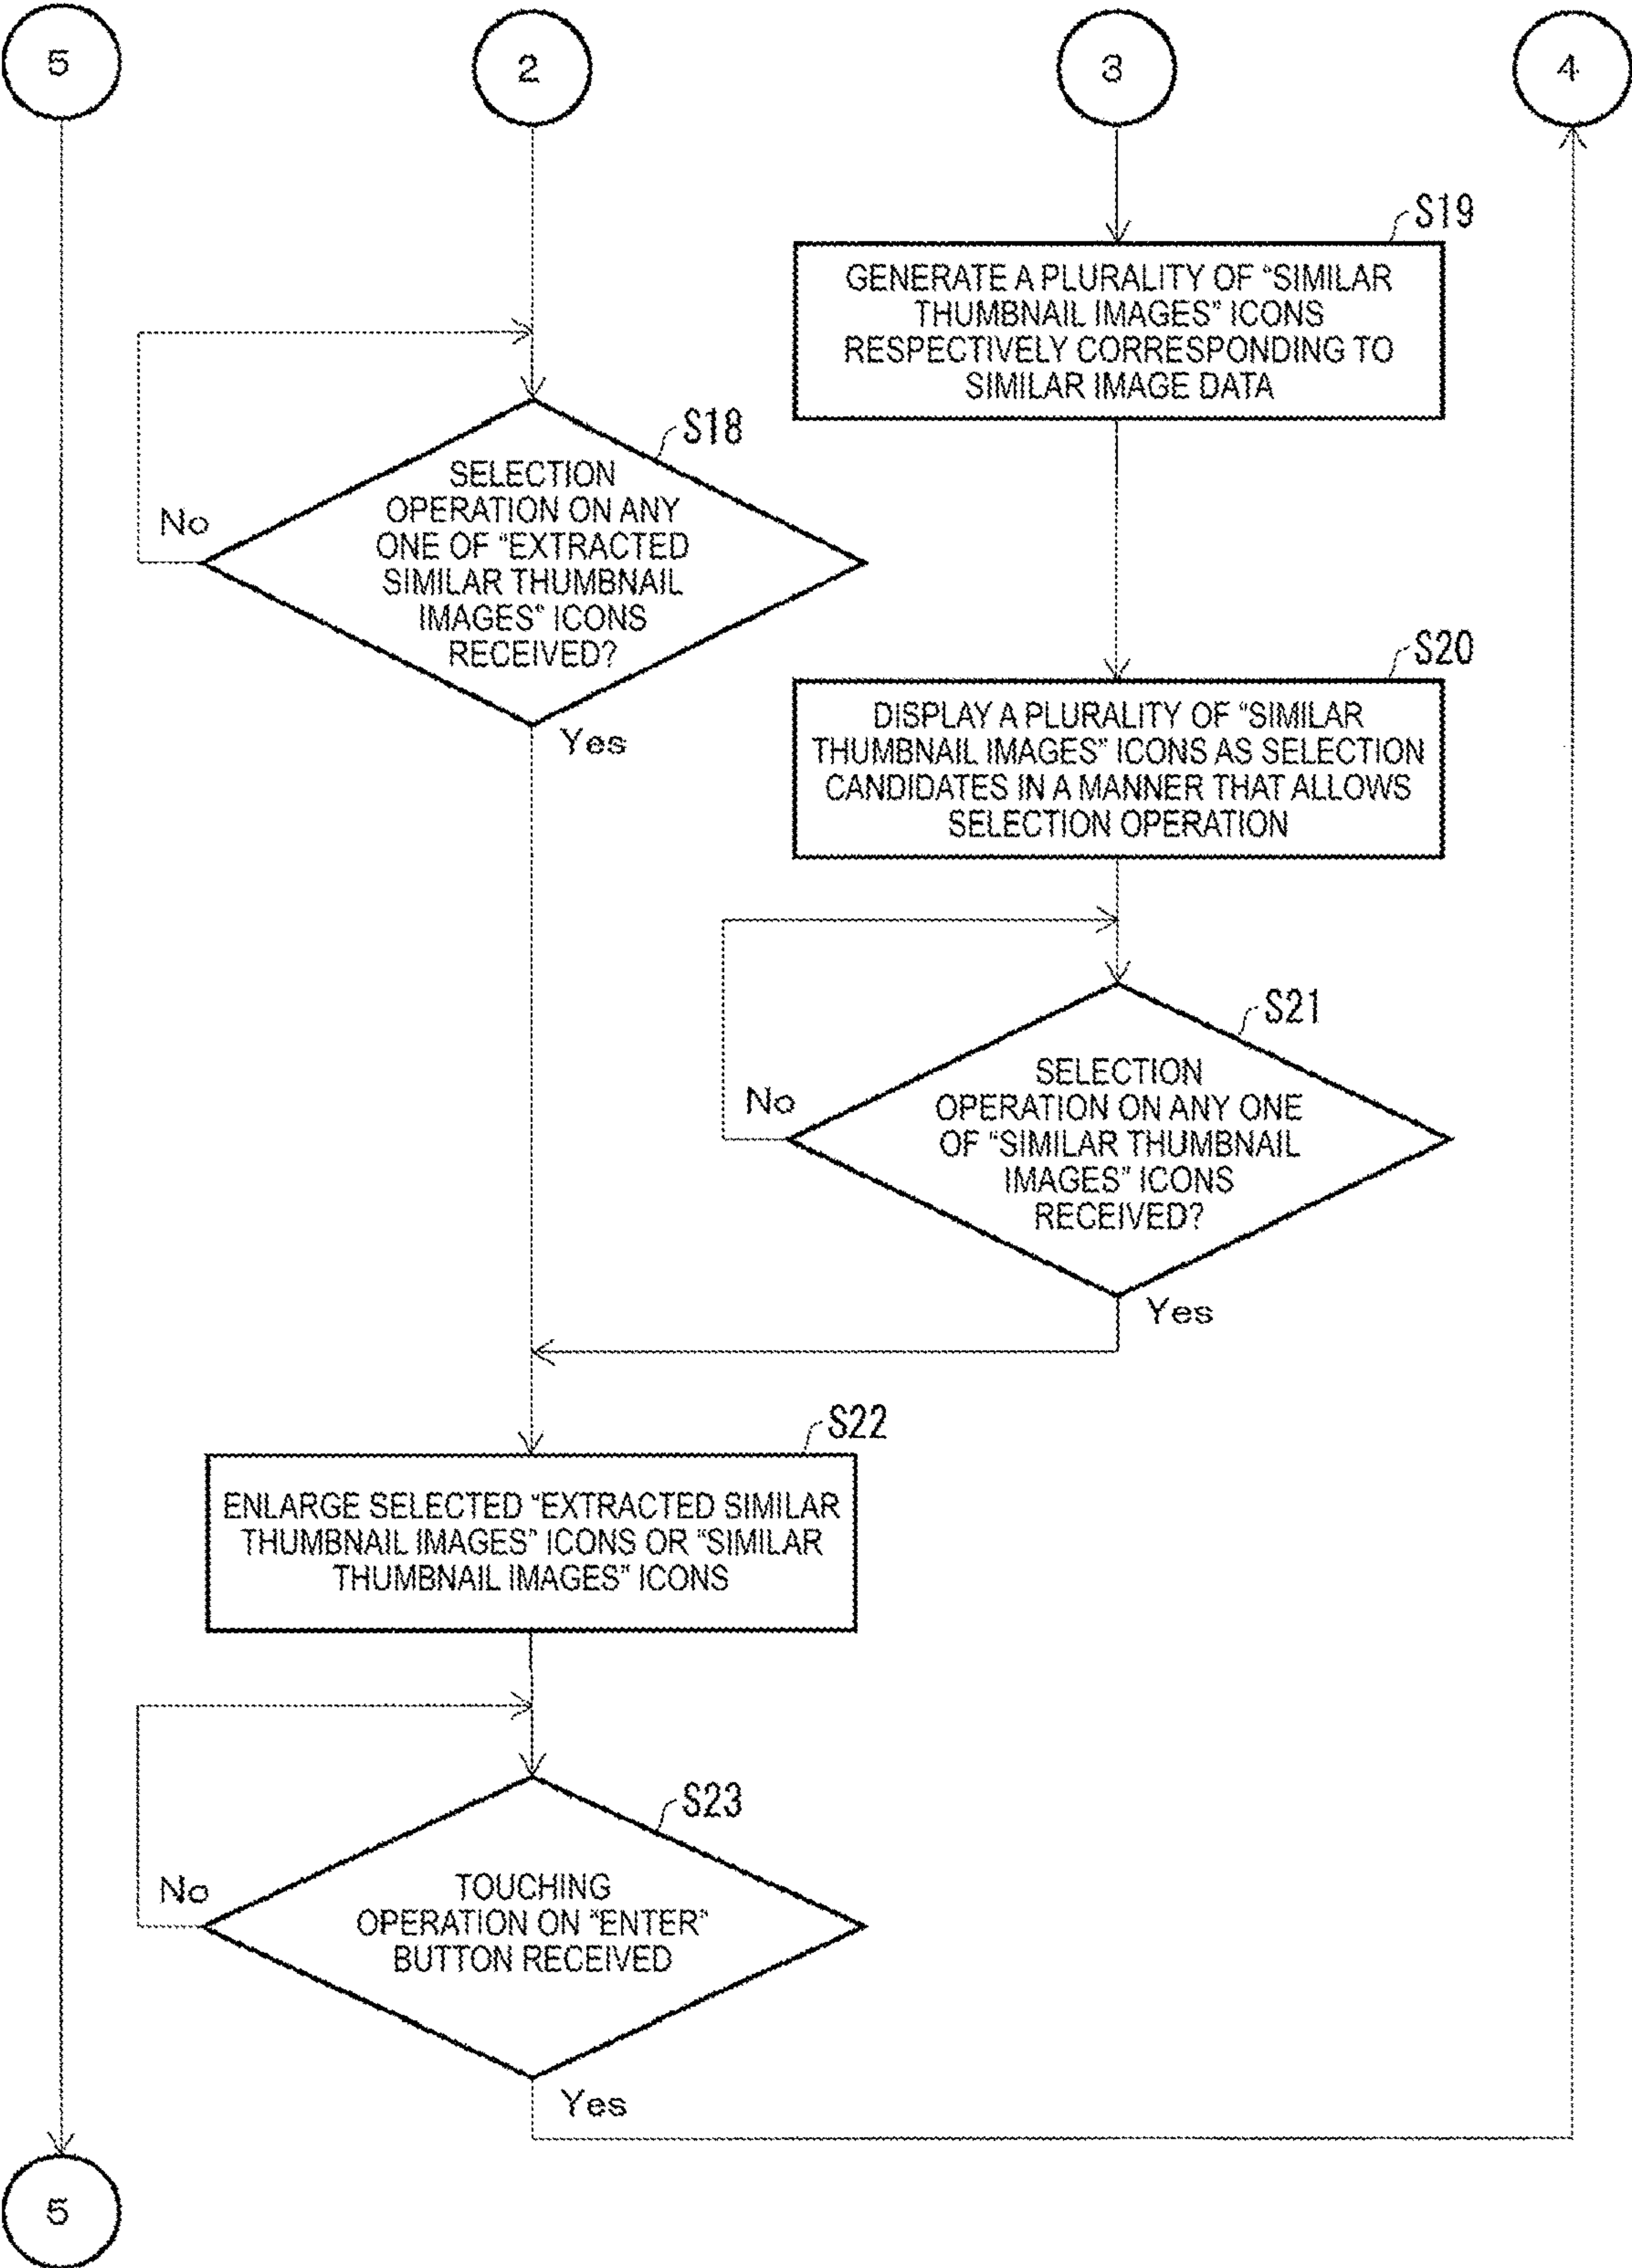 5
2
3
4
S19
GENERATE A PLURALITY OF "SIMILAR
THUMBNAIL IMAGES" ICONS
RESPECTIVELY CORRESPONDING TO
SIMILAR IMAGE DATA
S18
SELECTION
OPERATION ON ANY
ONE OF "EXTRACTED
SIMILAR THUMBNAIL
IMAGES" ICONS
RECEIVED?
No
Yes
S20
DISPLAY A PLURALITY OF "SIMILAR
THUMBNAIL IMAGES" ICONS AS SELECTION
CANDIDATES IN A MANNER THAT ALLOWS
SELECTION OPERATION
S21
SELECTION
OPERATION ON ANY ONE
OF "SIMILAR THUMBNAIL
IMAGES" ICONS
RECEIVED?
No
Yes
S22
ENLARGE SELECTED "EXTRACTED SIMILAR
THUMBNAIL IMAGES" ICONS OR "SIMILAR
THUMBNAIL IMAGES" ICONS
S23
TOUCHING
OPERATION ON "ENTER"
BUTTON RECEIVED
No
Yes
5